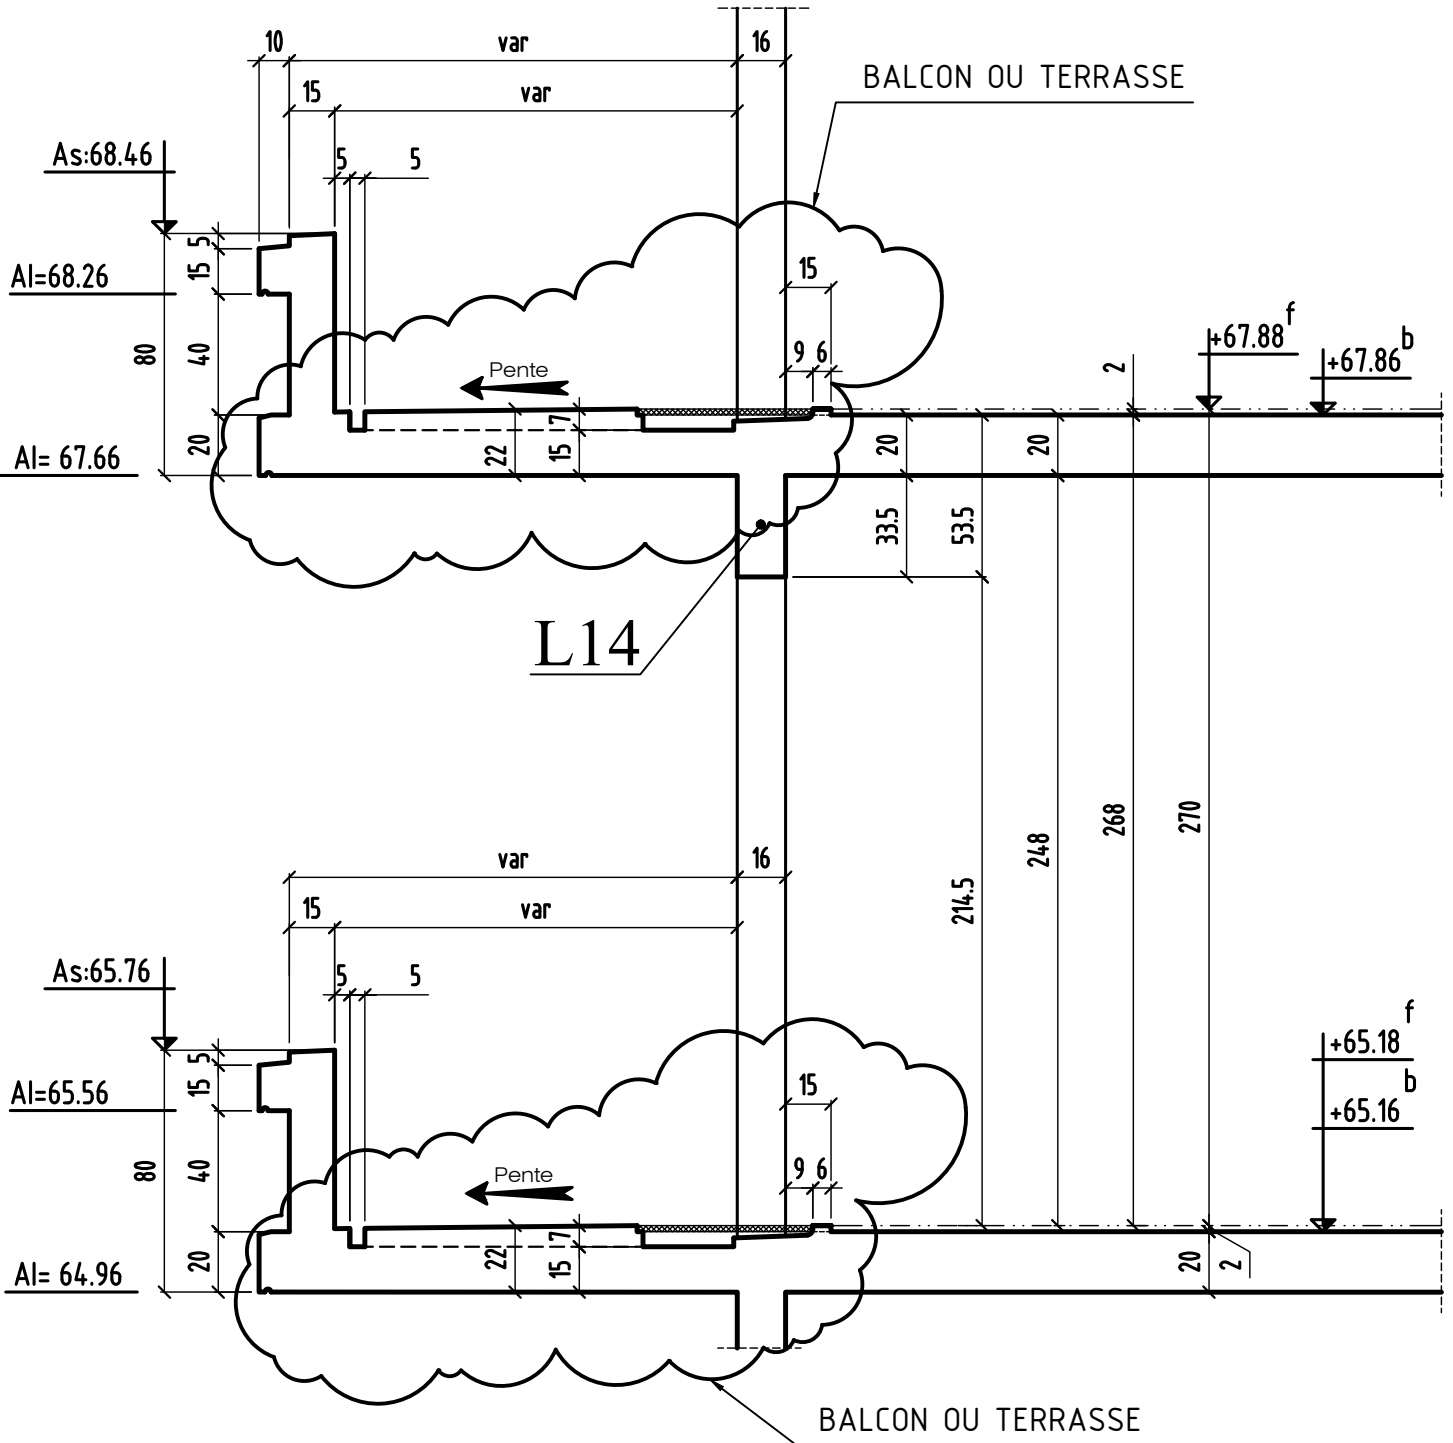 10 var 16
BALCON OU TERRASSE
15 var
As:68.46
5 5
5
15
Al=68.26
15
80
40
f
+67.88
b
+67.86
2
9 6
Pente
7
22
15
20
20
20
Al= 67.66
33.5
53.5
L14
268
270
248
214.5
var 16
15 var
As:65.76
5 5
5
15
Al=65.56
15
f
+65.18
b
+65.16
80
40
9 6
Pente
7
22
15
20
20
2
Al= 64.96
BALCON OU TERRASSE